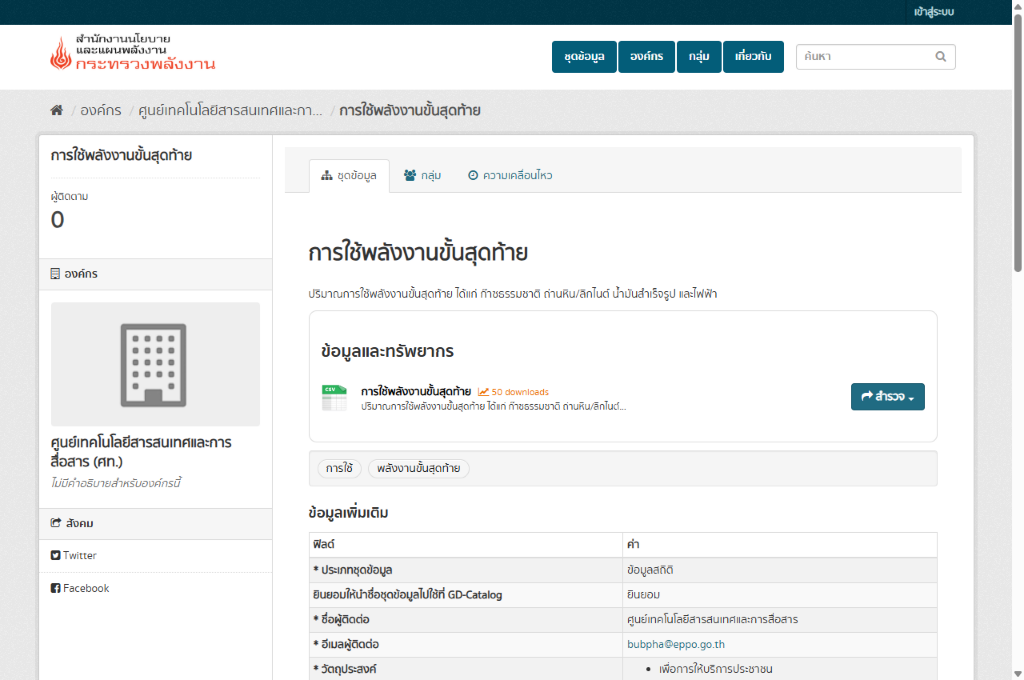 เข้าสู่ระบบ
สำนักงานนโยบาย
และแผนพลังงาน
กระทรวงพลังงาน
ชุดข้อมูล
องค์กร
กลุ่ม
เกี่ยวกับ
ค้นหา
/ องค์กร / ศูนย์เทคโนโลยีสารสนเทศและกา... / การใช้พลังงานขั้นสุดท้าย
การใช้พลังงานขั้นสุดท้าย
ผู้ติดตาม
0
องค์กร
ศูนย์เทคโนโลยีสารสนเทศและการ
สื่อสาร (ศท.)
ไม่มีคำอธิบายสำหรับองค์กรนี้
สังคม
Twitter
Facebook
ชุดข้อมูล
กลุ่ม
ความเคลื่อนไหว
การใช้พลังงานขั้นสุดท้าย
ปริมาณการใช้พลังงานขั้นสุดท้าย ได้แก่ ก๊าซธรรมชาติ ถ่านหิน/ลิกไนต์ น้ำมันสำเร็จรูป และไฟฟ้า
ข้อมูลและทรัพยากร
CSV
การใช้พลังงานขั้นสุดท้าย 50 downloads
ปริมาณการใช้พลังงานขั้นสุดท้าย ได้แก่ ก๊าซธรรมชาติ ถ่านหิน/ลิกไนต์...
สำรวจ
การใช้
พลังงานขั้นสุดท้าย
ข้อมูลเพิ่มเติม
ฟิลด์ ค่า
* ประเภทชุดข้อมูล ข้อมูลสถิติ
ยินยอมให้นำชื่อชุดข้อมูลไปใช้ที่ GD-Catalog ยินยอม
* ชื่อผู้ติดต่อ ศูนย์เทคโนโลยีสารสนเทศและการสื่อสาร
* อีเมลผู้ติดต่อ bubpha@eppo.go.th
* วัตถุประสงค์ • เพื่อการให้บริการประชาชน